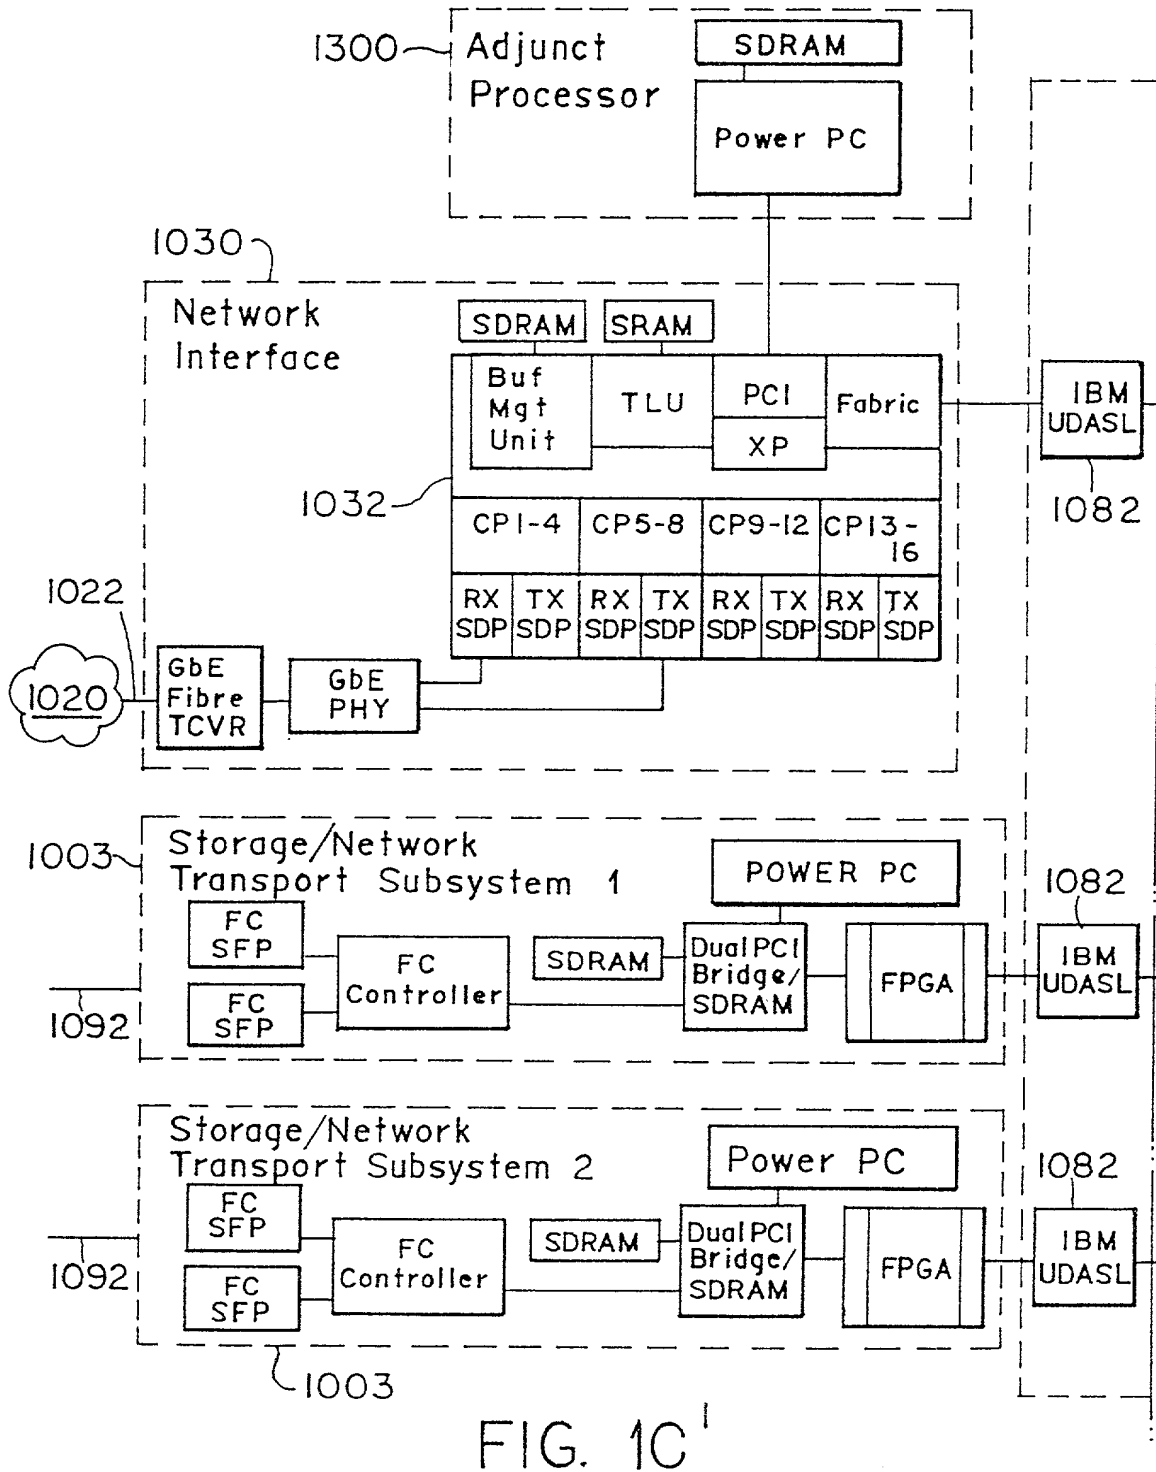 1300
Adjunct
Processor
SDRAM
Power PC
1030
Network
Interface
SDRAM
SRAM
Buf
Mgt
Unit
TLU
PCI
XP
Fabric
IBM
UDASL
1082
1032
CP1-4
CP5-8
CP9-12
CP13-
16
RX
SDP
TX
SDP
RX
SDP
TX
SDP
RX
SDP
TX
SDP
RX
SDP
TX
SDP
1022
1020
GbE
Fibre
TCVR
GbE
PHY
1003
Storage/Network
Transport Subsystem 1
POWER PC
1082
FC
SFP
FC
SFP
FC
Controller
SDRAM
Dual PCI
Bridge/
SDRAM
FPGA
IBM
UDASL
1092
Storage/Network
Transport Subsystem 2
Power PC
1082
FC
SFP
FC
SFP
FC
Controller
SDRAM
Dual PCI
Bridge/
SDRAM
FPGA
IBM
UDASL
1092
1003
FIG. 1C'